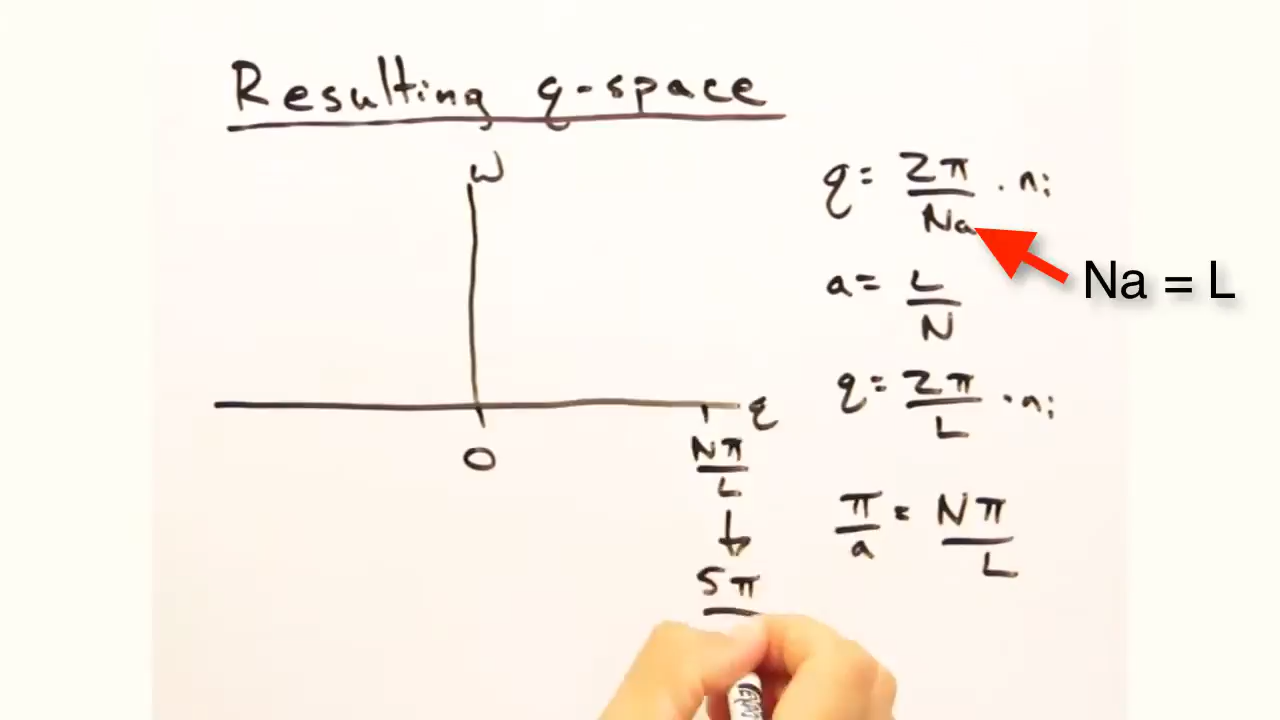 Resulting q-space
ω
q = 2π/Na · nᵢ
Na = L
a = L/N
q = 2π/L · nᵢ
q
Nπ/L
0
π/a = Nπ/L
5π